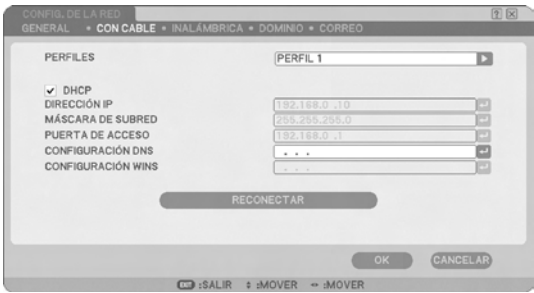 CONFIG. DE LA RED
GENERAL • CON CABLE • INALÁMBRICA • DOMINIO • CORREO
PERFILES PERFIL 1
DHCP
DIRECCIÓN IP 192.168.0 .10
MÁSCARA DE SUBRED 255.255.255.0
PUERTA DE ACCESO 192.168.0 .1
CONFIGURACIÓN DNS . . .
CONFIGURACIÓN WINS . . .
RECONECTAR
OK CANCELAR
EXIT :SALIR :MOVER :MOVER